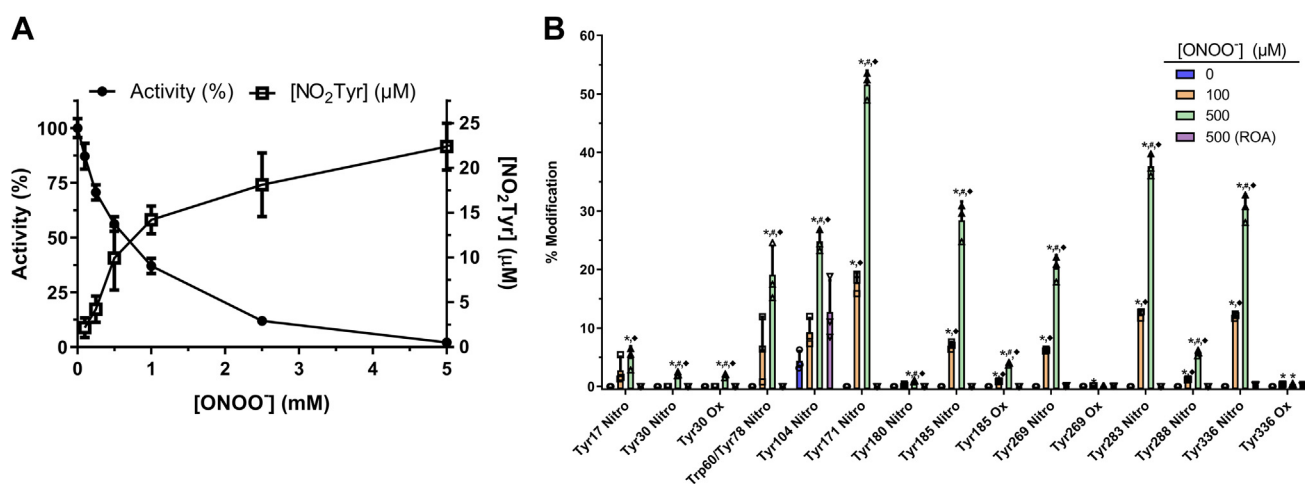 A
Activity (%)
[NO2Tyr] (µM)
Activity (%)
100
75
50
25
0
25
20
15
10
5
0
[NO2Tyr] (µM)
0
1
2
3
4
5
[ONOO-] (mM)
B
% Modification
60
50
40
30
20
10
0
[ONOO-] (µM)
0
100
500
500 (ROA)
*,#,♦
*,♦
*,#,♦
*,#,♦
*,#,♦
*,#,♦
*,♦
*,#,♦
*,#,♦
*,♦
*,#,♦
*,♦
*,#,♦
*,♦
*,#,♦
*
*,♦
*,#,♦
*,♦
*,#,♦
*,♦
*,#,♦
*
*
Tyr17 Nitro
Tyr30 Nitro
Tyr30 Ox
Trp60/Tyr78 Nitro
Tyr104 Nitro
Tyr171 Nitro
Tyr180 Nitro
Tyr185 Nitro
Tyr185 Ox
Tyr269 Nitro
Tyr269 Ox
Tyr283 Nitro
Tyr288 Nitro
Tyr336 Nitro
Tyr336 Ox